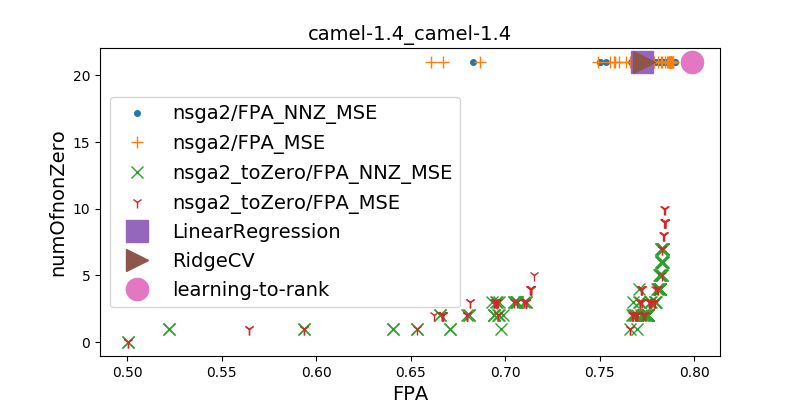 camel-1.4_camel-1.4
numOfnonZero
20
15
10
5
0
nsga2/FPA_NNZ_MSE
nsga2/FPA_MSE
nsga2_toZero/FPA_NNZ_MSE
nsga2_toZero/FPA_MSE
LinearRegression
RidgeCV
learning-to-rank
0.50 0.55 0.60 0.65 0.70 0.75 0.80
FPA